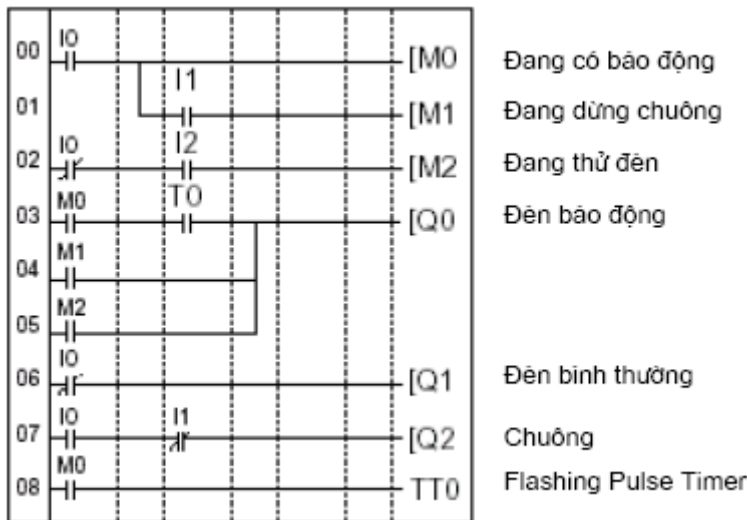 00 I0 [M0 Đang có báo động
01 I1 [M1 Đang dừng chuông
02 I0 I2 [M2 Đang thử đèn
03 M0 T0 [Q0 Đèn báo động
04 M1
05 M2
06 I0 [Q1 Đèn bình thường
07 I0 I1 [Q2 Chuông
08 M0 TT0 Flashing Pulse Timer